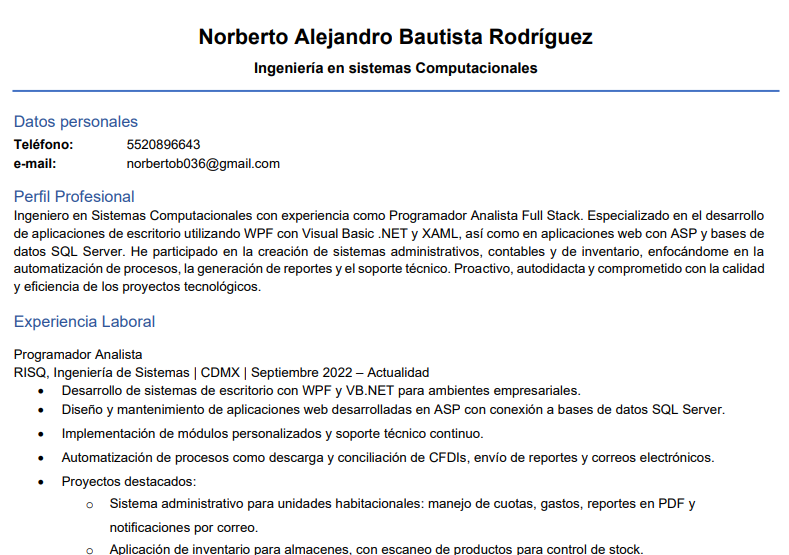 Norberto Alejandro Bautista Rodríguez
Ingeniería en sistemas Computacionales
Datos personales
Teléfono: 5520896643
e-mail: norbertob036@gmail.com
Perfil Profesional
Ingeniero en Sistemas Computacionales con experiencia como Programador Analista Full Stack. Especializado en el desarrollo
de aplicaciones de escritorio utilizando WPF con Visual Basic .NET y XAML, así como en aplicaciones web con ASP y bases de
datos SQL Server. He participado en la creación de sistemas administrativos, contables y de inventario, enfocándome en la
automatización de procesos, la generación de reportes y el soporte técnico. Proactivo, autodidacta y comprometido con la calidad
y eficiencia de los proyectos tecnológicos.
Experiencia Laboral
Programador Analista
RISQ, Ingeniería de Sistemas | CDMX | Septiembre 2022 – Actualidad
• Desarrollo de sistemas de escritorio con WPF y VB.NET para ambientes empresariales.
• Diseño y mantenimiento de aplicaciones web desarrolladas en ASP con conexión a bases de datos SQL Server.
• Implementación de módulos personalizados y soporte técnico continuo.
• Automatización de procesos como descarga y conciliación de CFDIs, envío de reportes y correos electrónicos.
• Proyectos destacados:
o Sistema administrativo para unidades habitacionales: manejo de cuotas, gastos, reportes en PDF y
notificaciones por correo.
o Aplicación de inventario para almacenes, con escaneo de productos para control de stock.